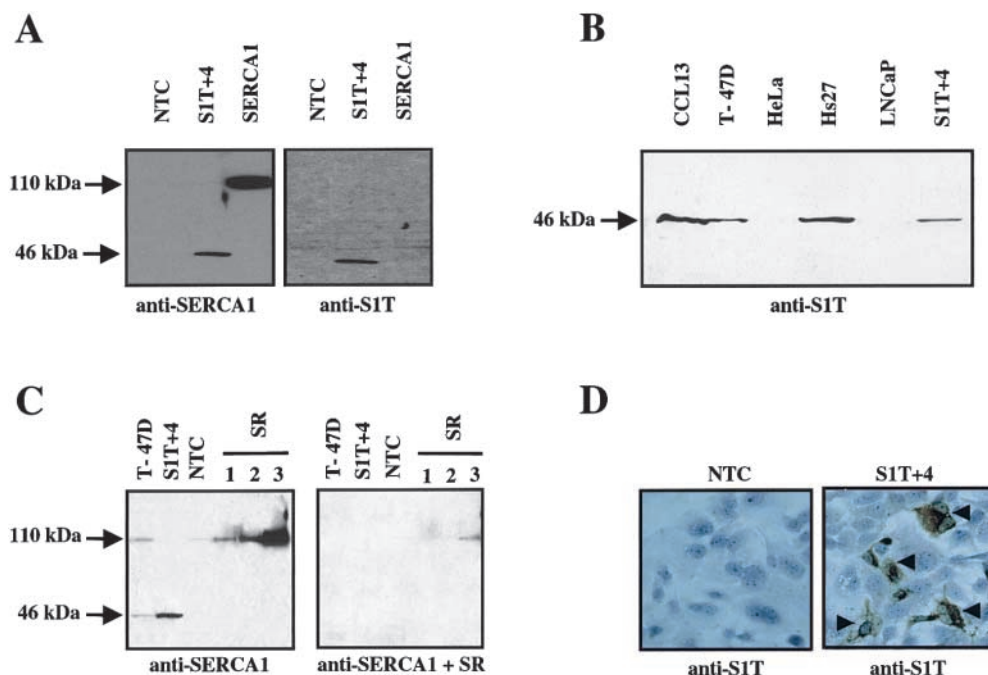 A
NTC
S1T+4
SERCA1
NTC
S1T+4
SERCA1
110 kDa
46 kDa
anti-SERCA1
anti-S1T
B
CCL13
T-47D
HeLa
Hs27
LNCaP
S1T+4
46 kDa
anti-S1T
C
T-47D
S1T+4
NTC
SR
1 2 3
T-47D
S1T+4
NTC
SR
1 2 3
110 kDa
46 kDa
anti-SERCA1
anti-SERCA1 + SR
D
NTC
S1T+4
anti-S1T
anti-S1T